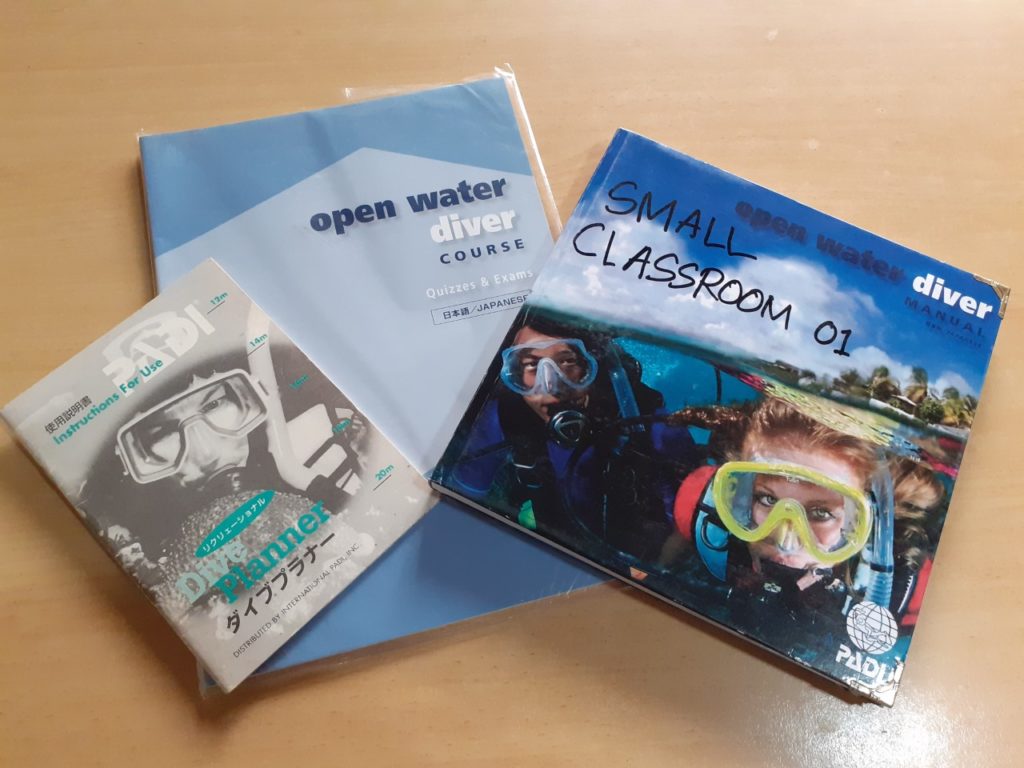 PADI
使用説明書
Instructions For Use
12m
14m
20m
リクリェーショナル
Dive
Planner
ダイブ・プラナー
DISTRIBUTED BY INTERNATIONAL PADI, INC.
open water
diver
COURSE
Quizzes & Exams
日本語/JAPANESE
SMALL
CLASSROOM 01
open water diver
MANUAL
PADI